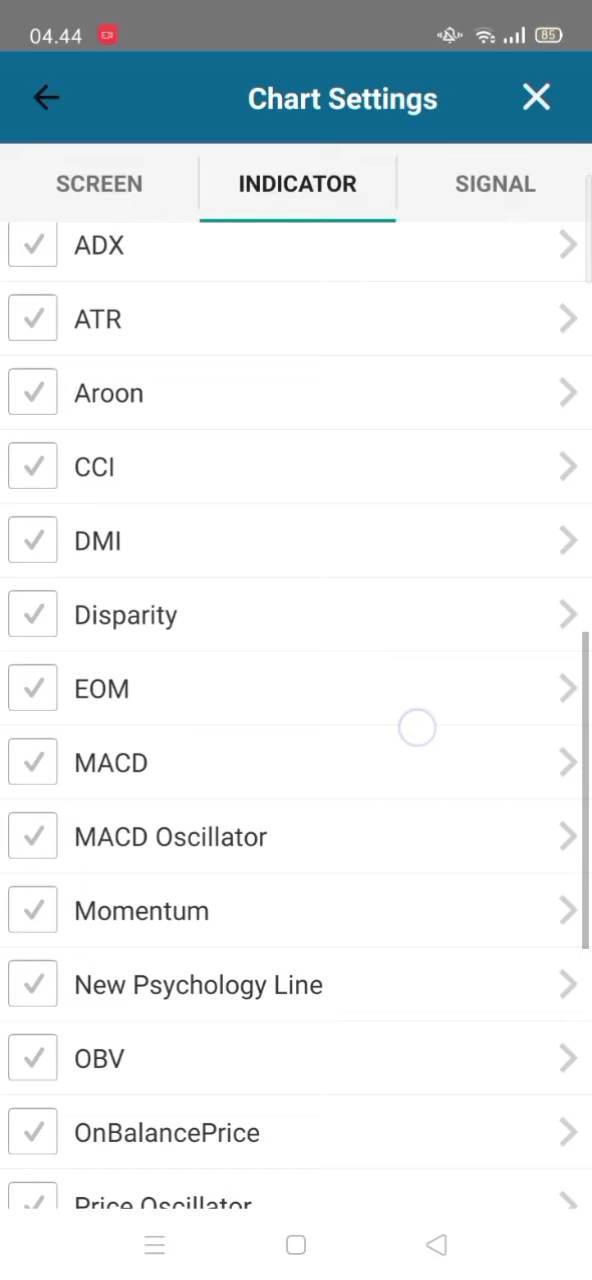 04.44
85
Chart Settings
SCREEN
INDICATOR
SIGNAL
ADX
ATR
Aroon
CCI
DMI
Disparity
EOM
MACD
MACD Oscillator
Momentum
New Psychology Line
OBV
OnBalancePrice
Price Oscillator